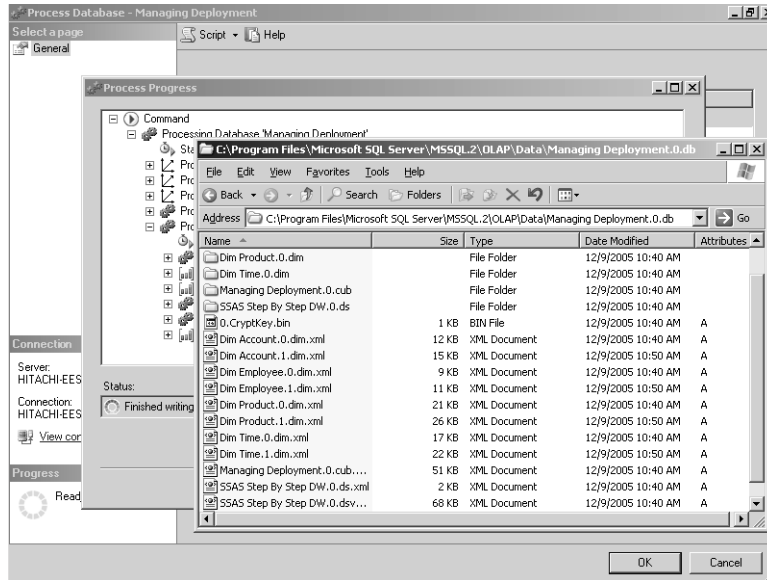 Process Database - Managing Deployment
Select a page
General
Script
Help
Process Progress
Command
Processing Database 'Managing Deployment'
C:\Program Files\Microsoft SQL Server\MSSQL.2\OLAP\Data\Managing Deployment.0.db
File Edit View Favorites Tools Help
Back Search Folders
Address C:\Program Files\Microsoft SQL Server\MSSQL.2\OLAP\Data\Managing Deployment.0.db Go
Name Size Type Date Modified Attributes
Dim Product.0.dim File Folder 12/9/2005 10:40 AM
Dim Time.0.dim File Folder 12/9/2005 10:40 AM
Managing Deployment.0.cub File Folder 12/9/2005 10:40 AM
SSAS Step By Step DW.0.ds File Folder 12/9/2005 10:40 AM
0.CryptKey.bin 1 KB BIN File 12/9/2005 10:40 AM A
Dim Account.0.dim.xml 12 KB XML Document 12/9/2005 10:40 AM A
Dim Account.1.dim.xml 15 KB XML Document 12/9/2005 10:50 AM A
Dim Employee.0.dim.xml 9 KB XML Document 12/9/2005 10:40 AM A
Dim Employee.1.dim.xml 11 KB XML Document 12/9/2005 10:50 AM A
Dim Product.0.dim.xml 21 KB XML Document 12/9/2005 10:40 AM A
Dim Product.1.dim.xml 26 KB XML Document 12/9/2005 10:50 AM A
Dim Time.0.dim.xml 17 KB XML Document 12/9/2005 10:40 AM A
Dim Time.1.dim.xml 22 KB XML Document 12/9/2005 10:50 AM A
Managing Deployment.0.cub.... 51 KB XML Document 12/9/2005 10:40 AM A
SSAS Step By Step DW.0.ds.xml 2 KB XML Document 12/9/2005 10:40 AM A
SSAS Step By Step DW.0.dsv... 68 KB XML Document 12/9/2005 10:40 AM A
Sta
Pro
Pro
Pro
Pro
Pro
Connection
Server:
HITACHI-EES
Connection:
HITACHI-EES
View cor
Status:
Finished writing
Progress
Read
OK
Cancel